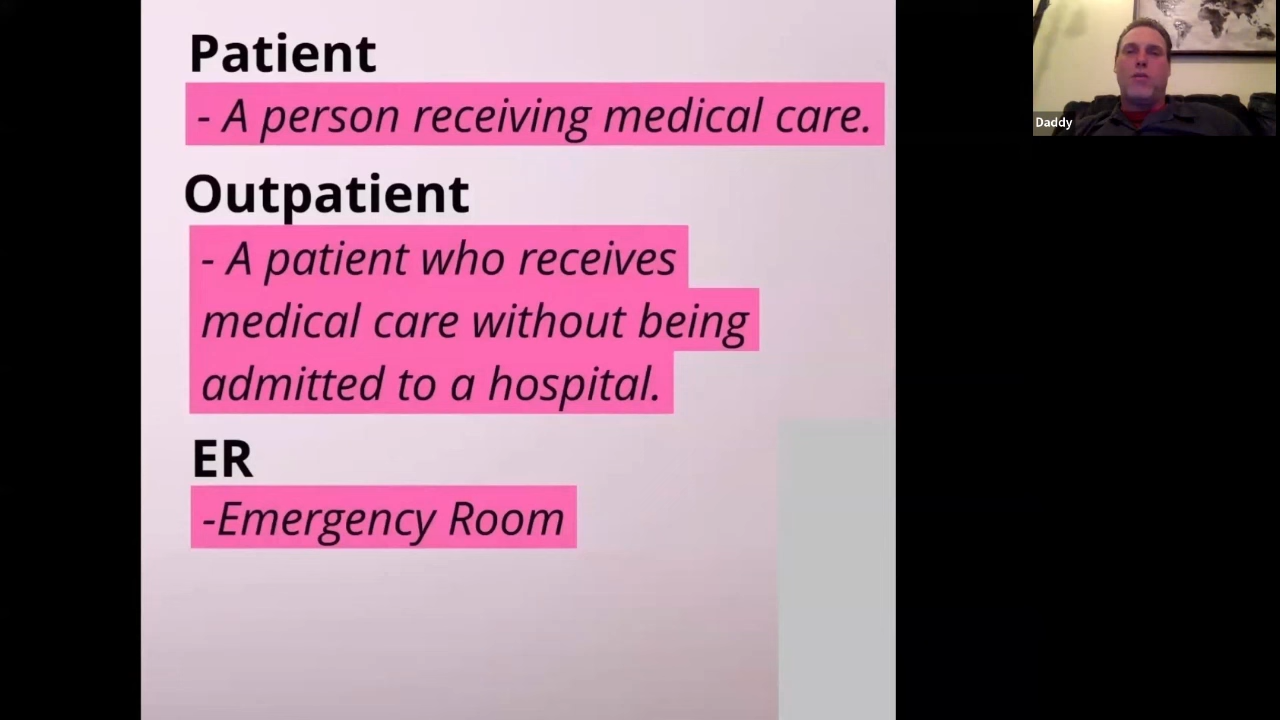 Patient
- A person receiving medical care.
Outpatient
- A patient who receives
medical care without being
admitted to a hospital.
ER
-Emergency Room
Daddy